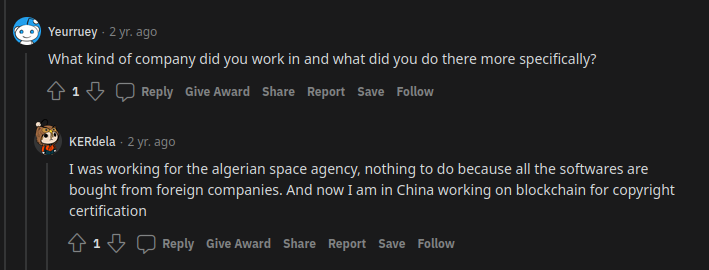 Yeurruey · 2 yr. ago
What kind of company did you work in and what did you do there more specifically?
1 Reply Give Award Share Report Save Follow
KERdela · 2 yr. ago
I was working for the algerian space agency, nothing to do because all the softwares are
bought from foreign companies. And now I am in China working on blockchain for copyright
certification
1 Reply Give Award Share Report Save Follow